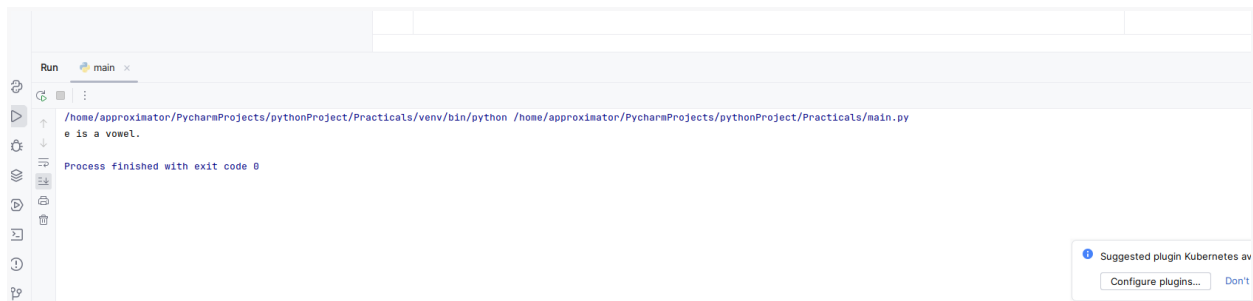 Run main
/home/approximator/PycharmProjects/pythonProject/Practicals/venv/bin/python /home/approximator/PycharmProjects/pythonProject/Practicals/main.py
e is a vowel.
Process finished with exit code 0
Suggested plugin Kubernetes av
Configure plugins... Don't